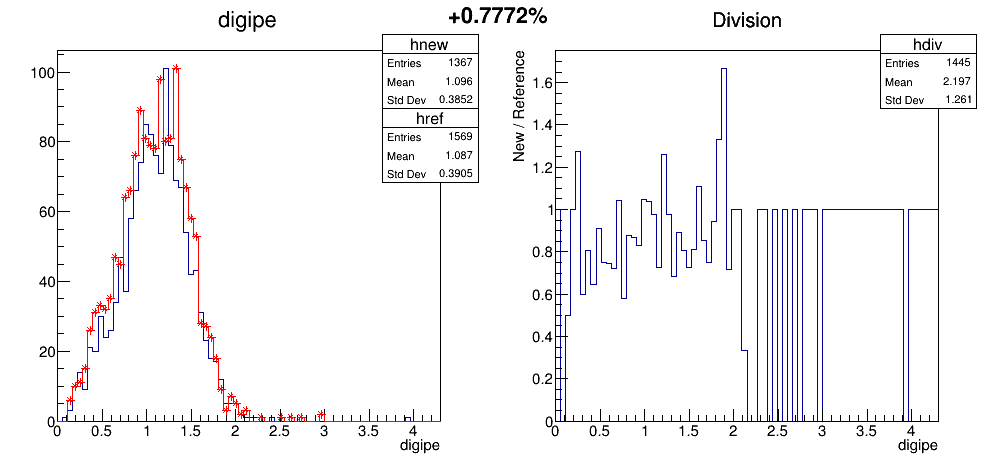 +0.7772%
digipe
hnew
Entries 1367
Mean 1.096
Std Dev 0.3852
href
Entries 1569
Mean 1.087
Std Dev 0.3905
100
80
60
40
20
0
0 0.5 1 1.5 2 2.5 3 3.5 4
digipe
Division
hdiv
Entries 1445
Mean 2.197
Std Dev 1.261
New / Reference
1.6
1.4
1.2
1
0.8
0.6
0.4
0.2
0
0 0.5 1 1.5 2 2.5 3 3.5 4
digipe